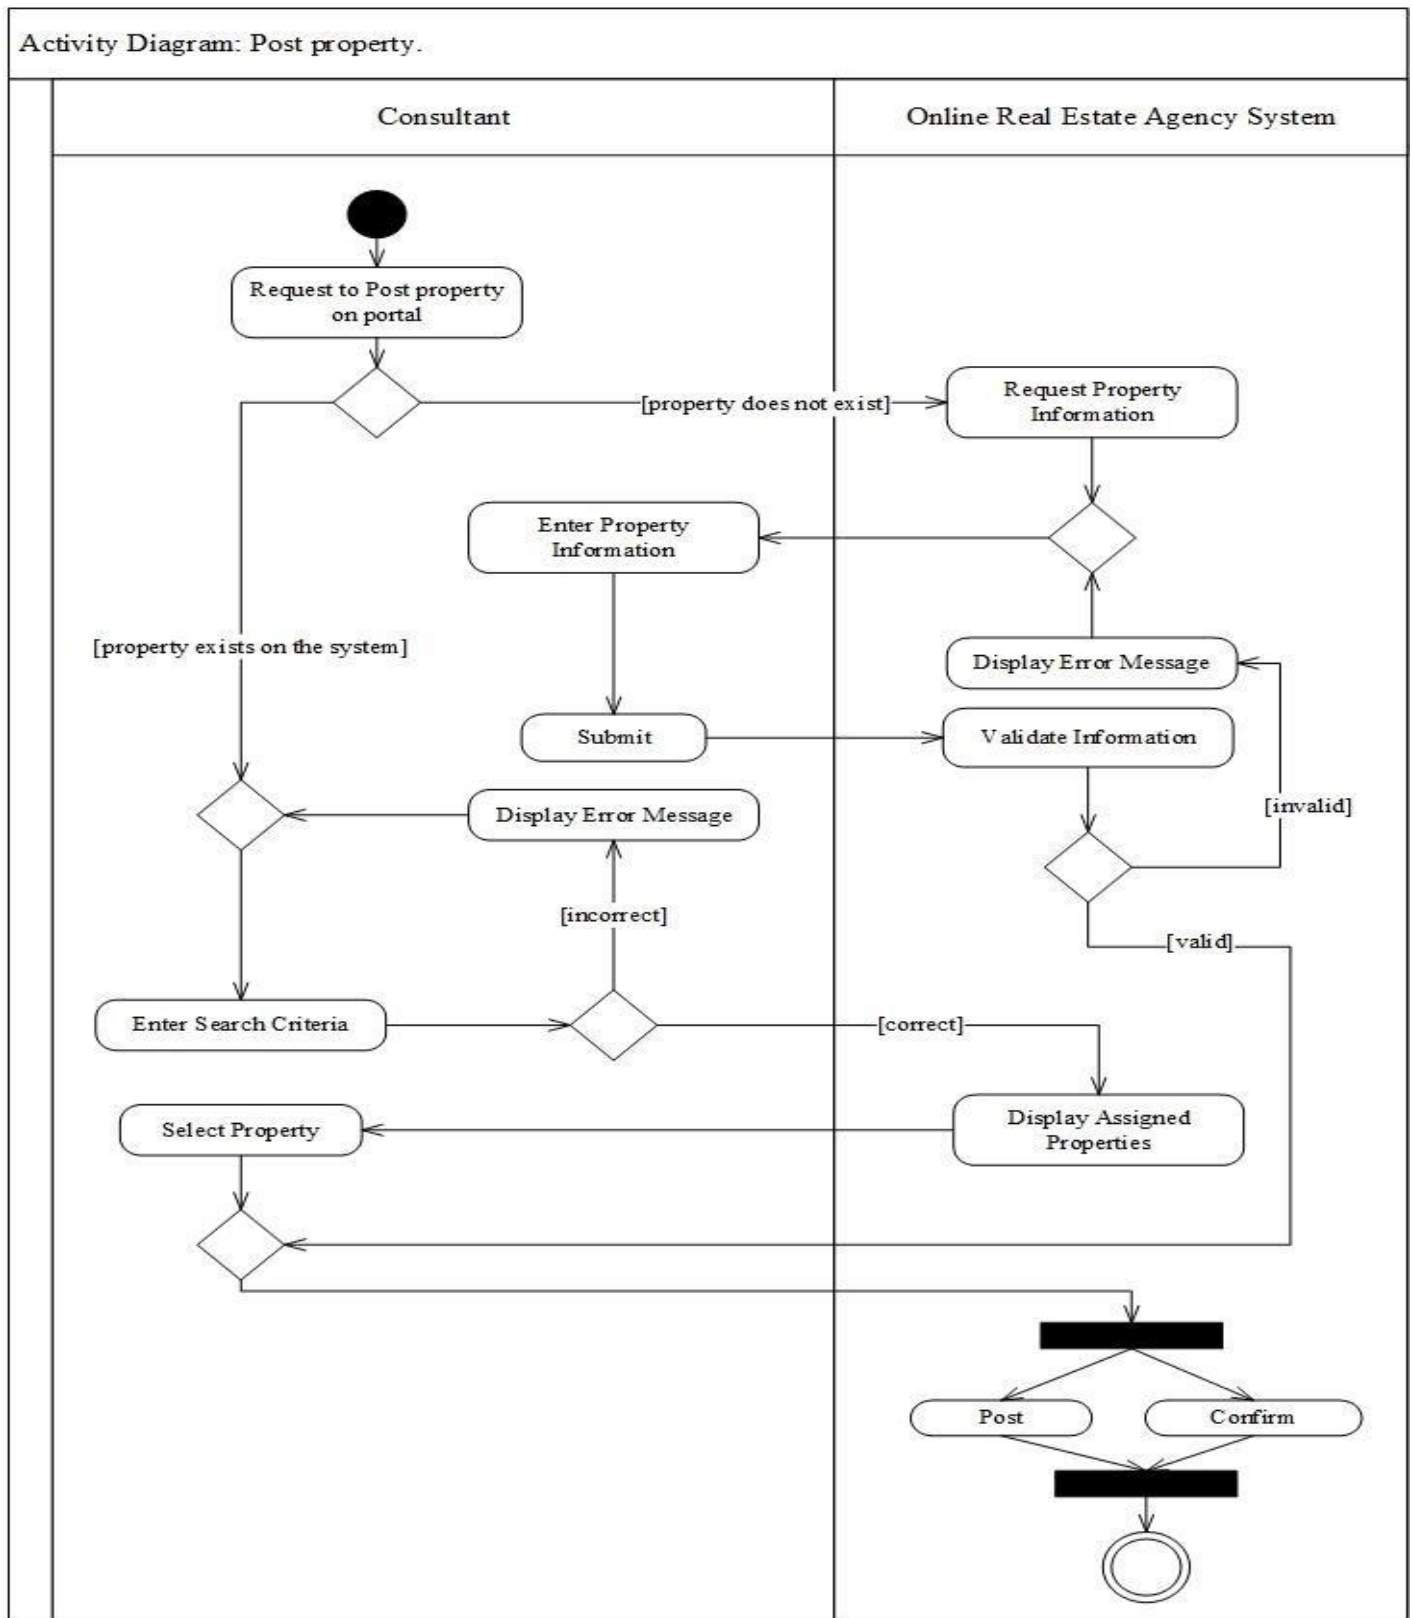 Activity Diagram: Post property.
Consultant
Online Real Estate Agency System
Request to Post property
on portal
[property does not exist]
Request Property
Information
Enter Property
Information
[property exists on the system]
Display Error Message
Submit
Validate Information
Display Error Message
[invalid]
[incorrect]
[valid]
Enter Search Criteria
[correct]
Select Property
Display Assigned
Properties
Post
Confirm